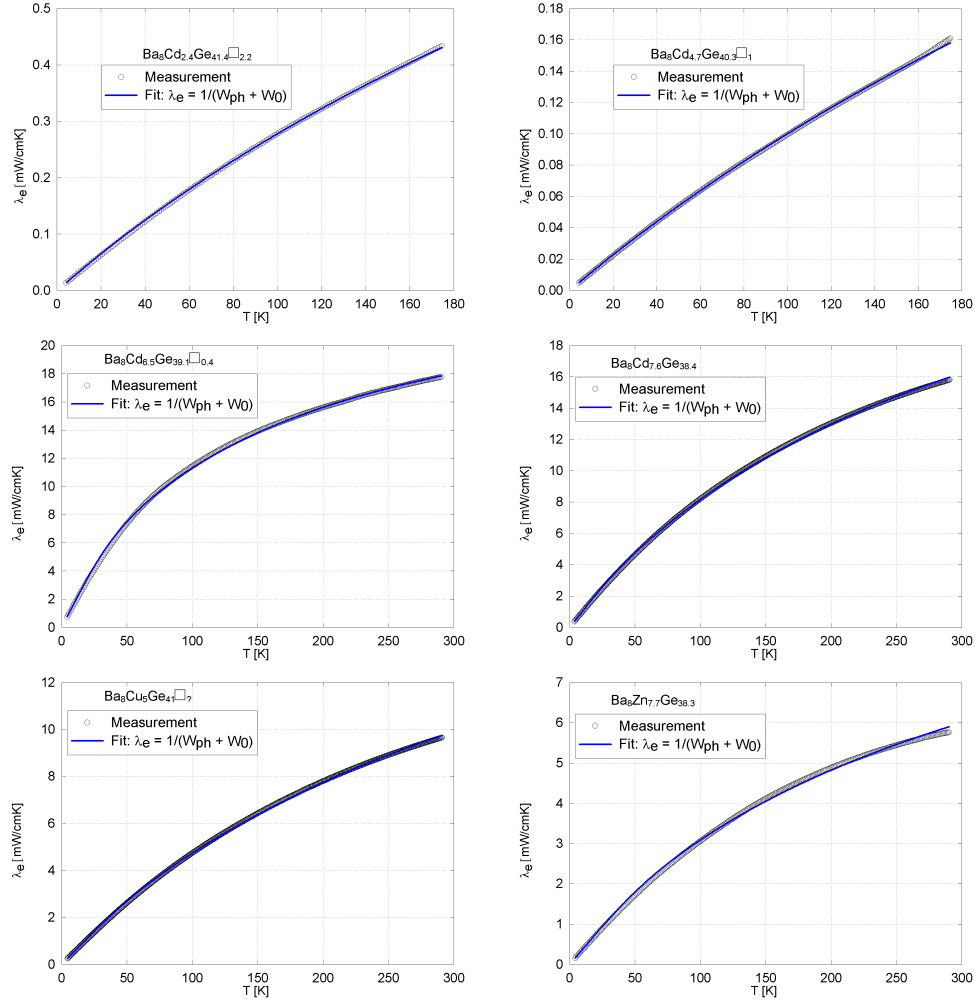 Ba8Cd2.4Ge41.4□2.2
Measurement
Fit: λe = 1/(Wph + W0)
λe [mW/cmK]
0.5
0.4
0.3
0.2
0.1
0.0
0 20 40 60 80 100 120 140 160 180
T [K]
Ba8Cd4.7Ge40.3□1
Measurement
Fit: λe = 1/(Wph + W0)
λe [mW/cmK]
0.18
0.16
0.14
0.12
0.10
0.08
0.06
0.04
0.02
0.00
0 20 40 60 80 100 120 140 160 180
T [K]
Ba8Cd6.5Ge39.1□0.4
Measurement
Fit: λe = 1/(Wph + W0)
λe [mW/cmK]
20
18
16
14
12
10
8
6
4
2
0
0 50 100 150 200 250 300
T [K]
Ba8Cd7.6Ge38.4
Measurement
Fit: λe = 1/(Wph + W0)
λe [mW/cmK]
18
16
14
12
10
8
6
4
2
0
0 50 100 150 200 250 300
T [K]
Ba8Cu5Ge41□?
Measurement
Fit: λe = 1/(Wph + W0)
λe [mW/cmK]
12
10
8
6
4
2
0
0 50 100 150 200 250 300
T [K]
Ba8Zn7.7Ge38.3
Measurement
Fit: λe = 1/(Wph + W0)
λe [mW/cmK]
7
6
5
4
3
2
1
0
0 50 100 150 200 250 300
T [K]